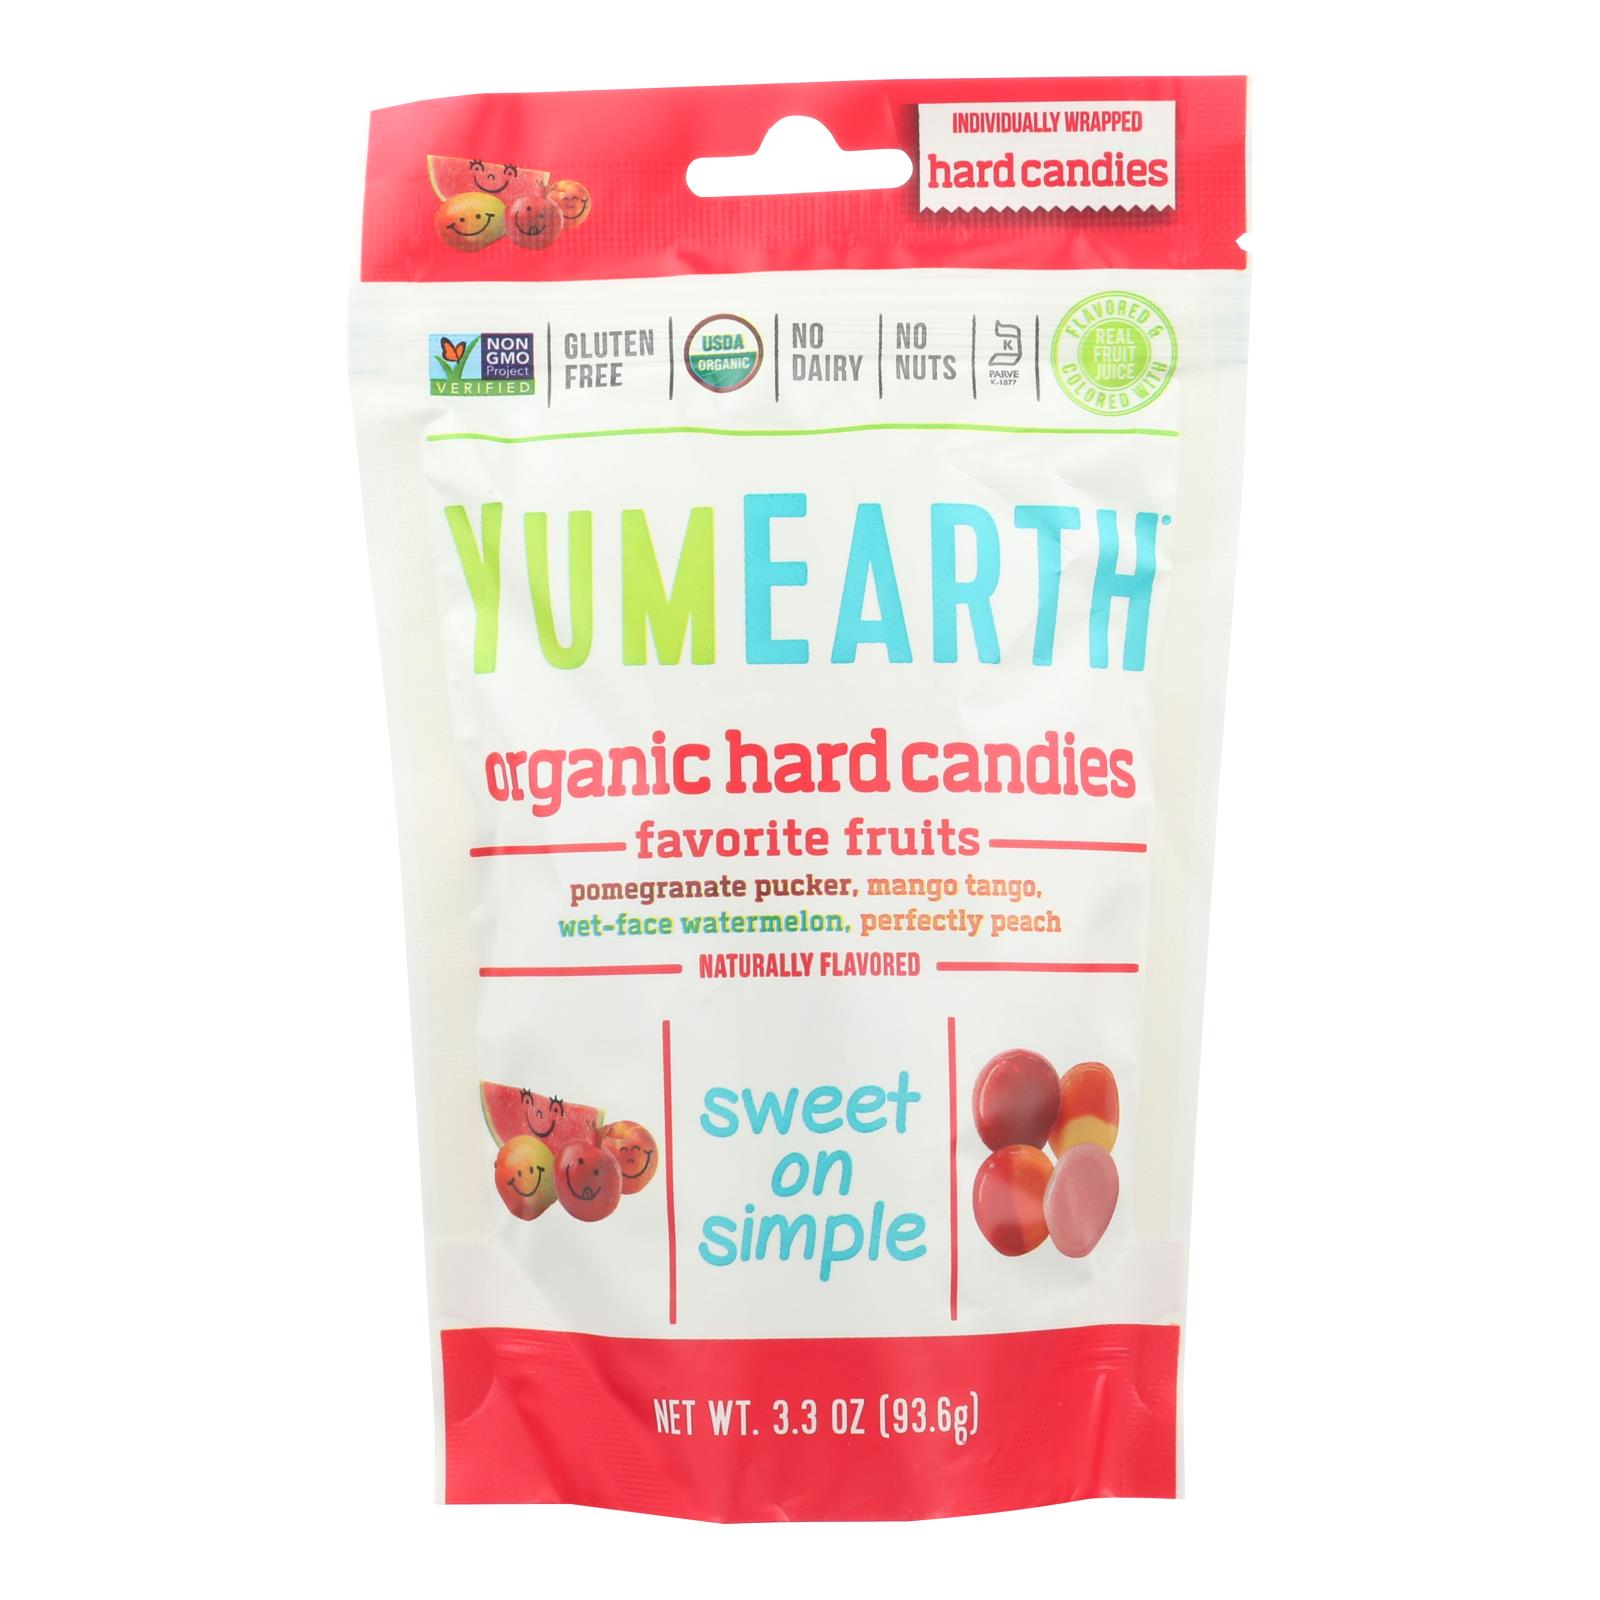 INDIVIDUALLY WRAPPED
hard candies
NON
GMO
Project
VERIFIED
GLUTEN
FREE
USDA
ORGANIC
NO
DAIRY
NO
NUTS
K
PARVE
K-1877
FLAVORED &
COLORED WITH
REAL
FRUIT
JUICE
YUMEARTH®
organic hard candies
favorite fruits
pomegranate pucker, mango tango,
wet-face watermelon, perfectly peach
NATURALLY FLAVORED
sweet
on
simple
NET WT. 3.3 OZ (93.6g)